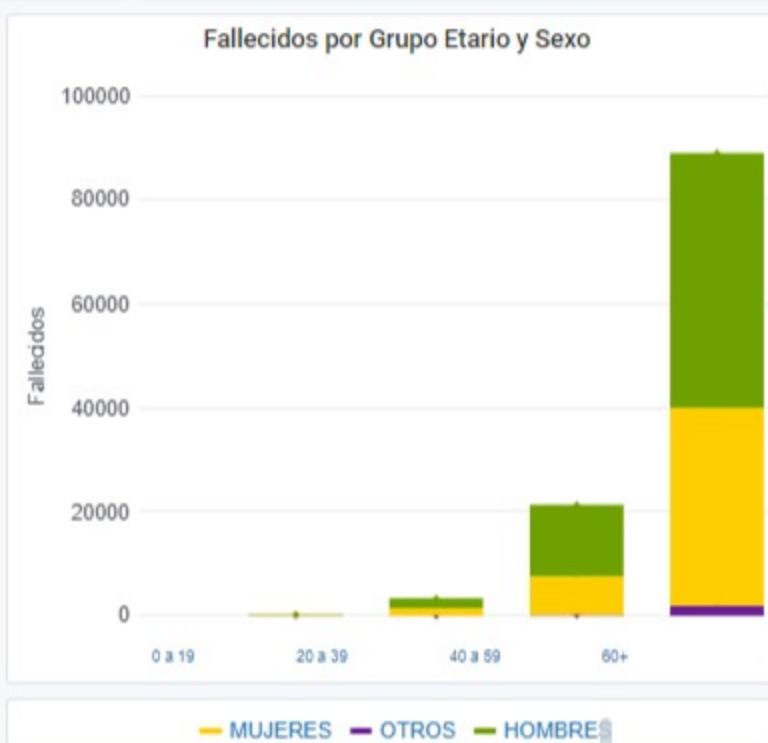 Fallecidos por Grupo Etario y Sexo
100000
80000
60000
40000
20000
0
Fallecidos
0 a 19
20 a 39
40 a 59
60+
MUJERES
OTROS
HOMBRES